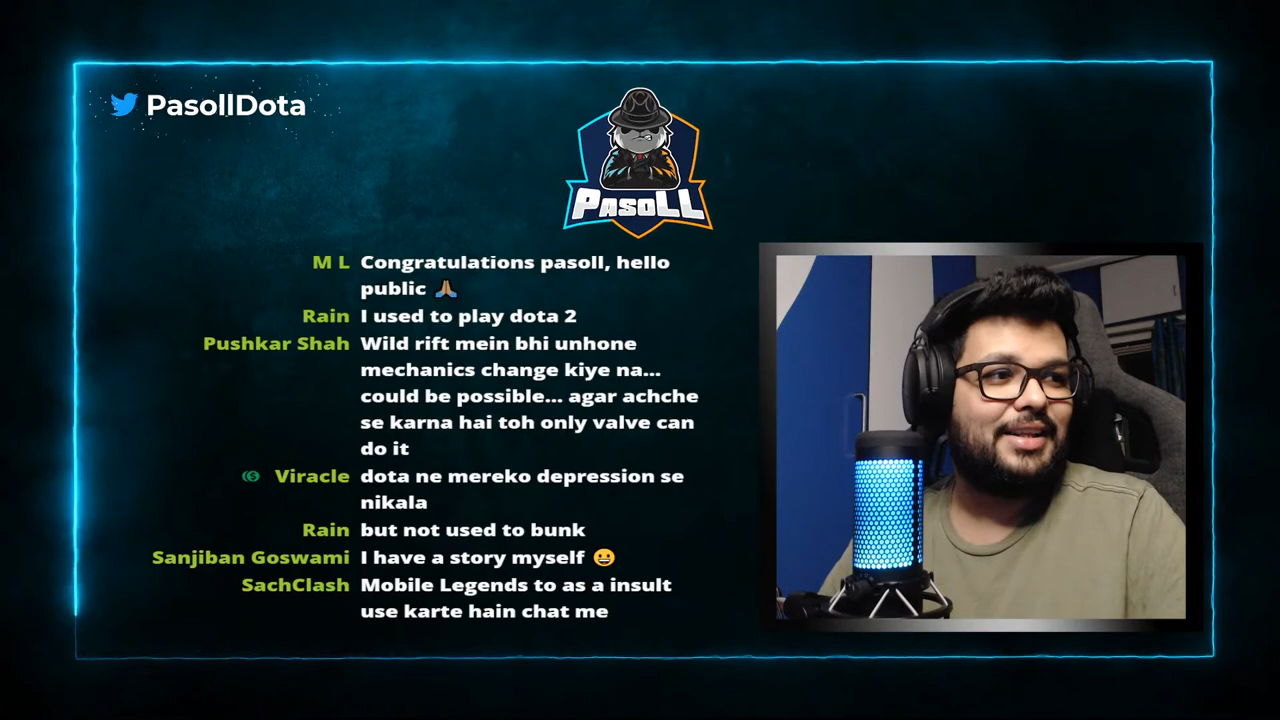 PasollDota
PASOLL
M L Congratulations pasoll, hello
public 🙏🏽
Rain I used to play dota 2
Pushkar Shah Wild rift mein bhi unhone
mechanics change kiye na...
could be possible... agar achche
se karna hai toh only valve can
do it
Viracle dota ne mereko depression se
nikala
Rain but not used to bunk
Sanjiban Goswami I have a story myself 😀
SachClash Mobile Legends to as a insult
use karte hain chat me